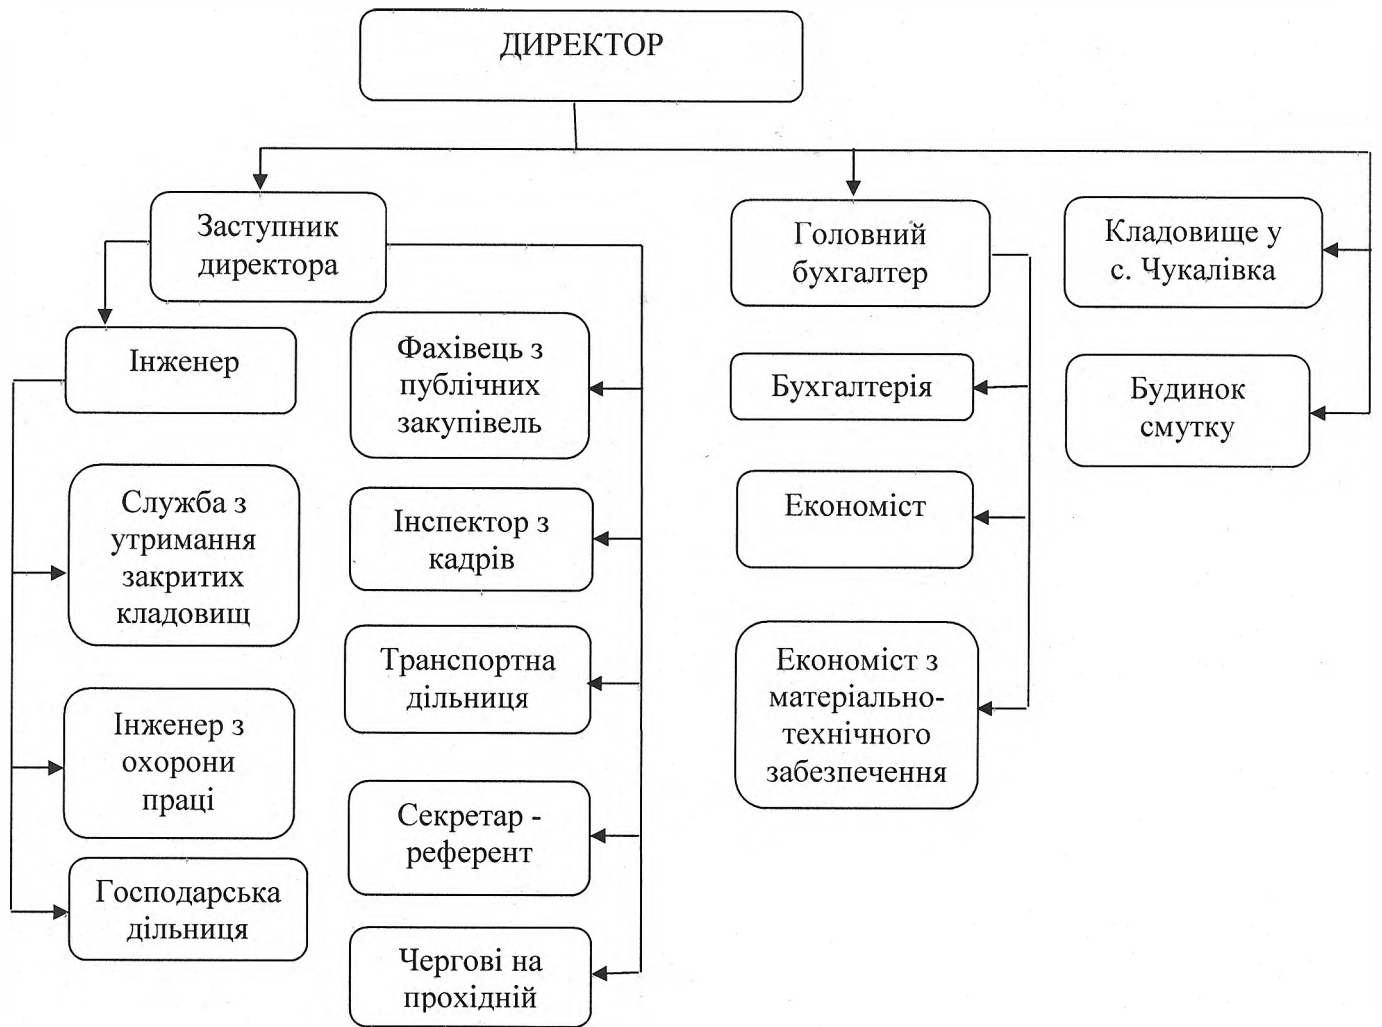 ДИРЕКТОР
Заступник
директора
Інженер
Служба з
утримання
закритих
кладовищ
Інженер з
охорони
праці
Господарська
дільниця
Фахівець з
публічних
закупівель
Інспектор з
кадрів
Транспортна
дільниця
Секретар -
референт
Чергові на
прохідній
Головний
бухгалтер
Бухгалтерія
Економіст
Економіст з
матеріально-
технічного
забезпечення
Кладовище у
с. Чукалівка
Будинок
смутку